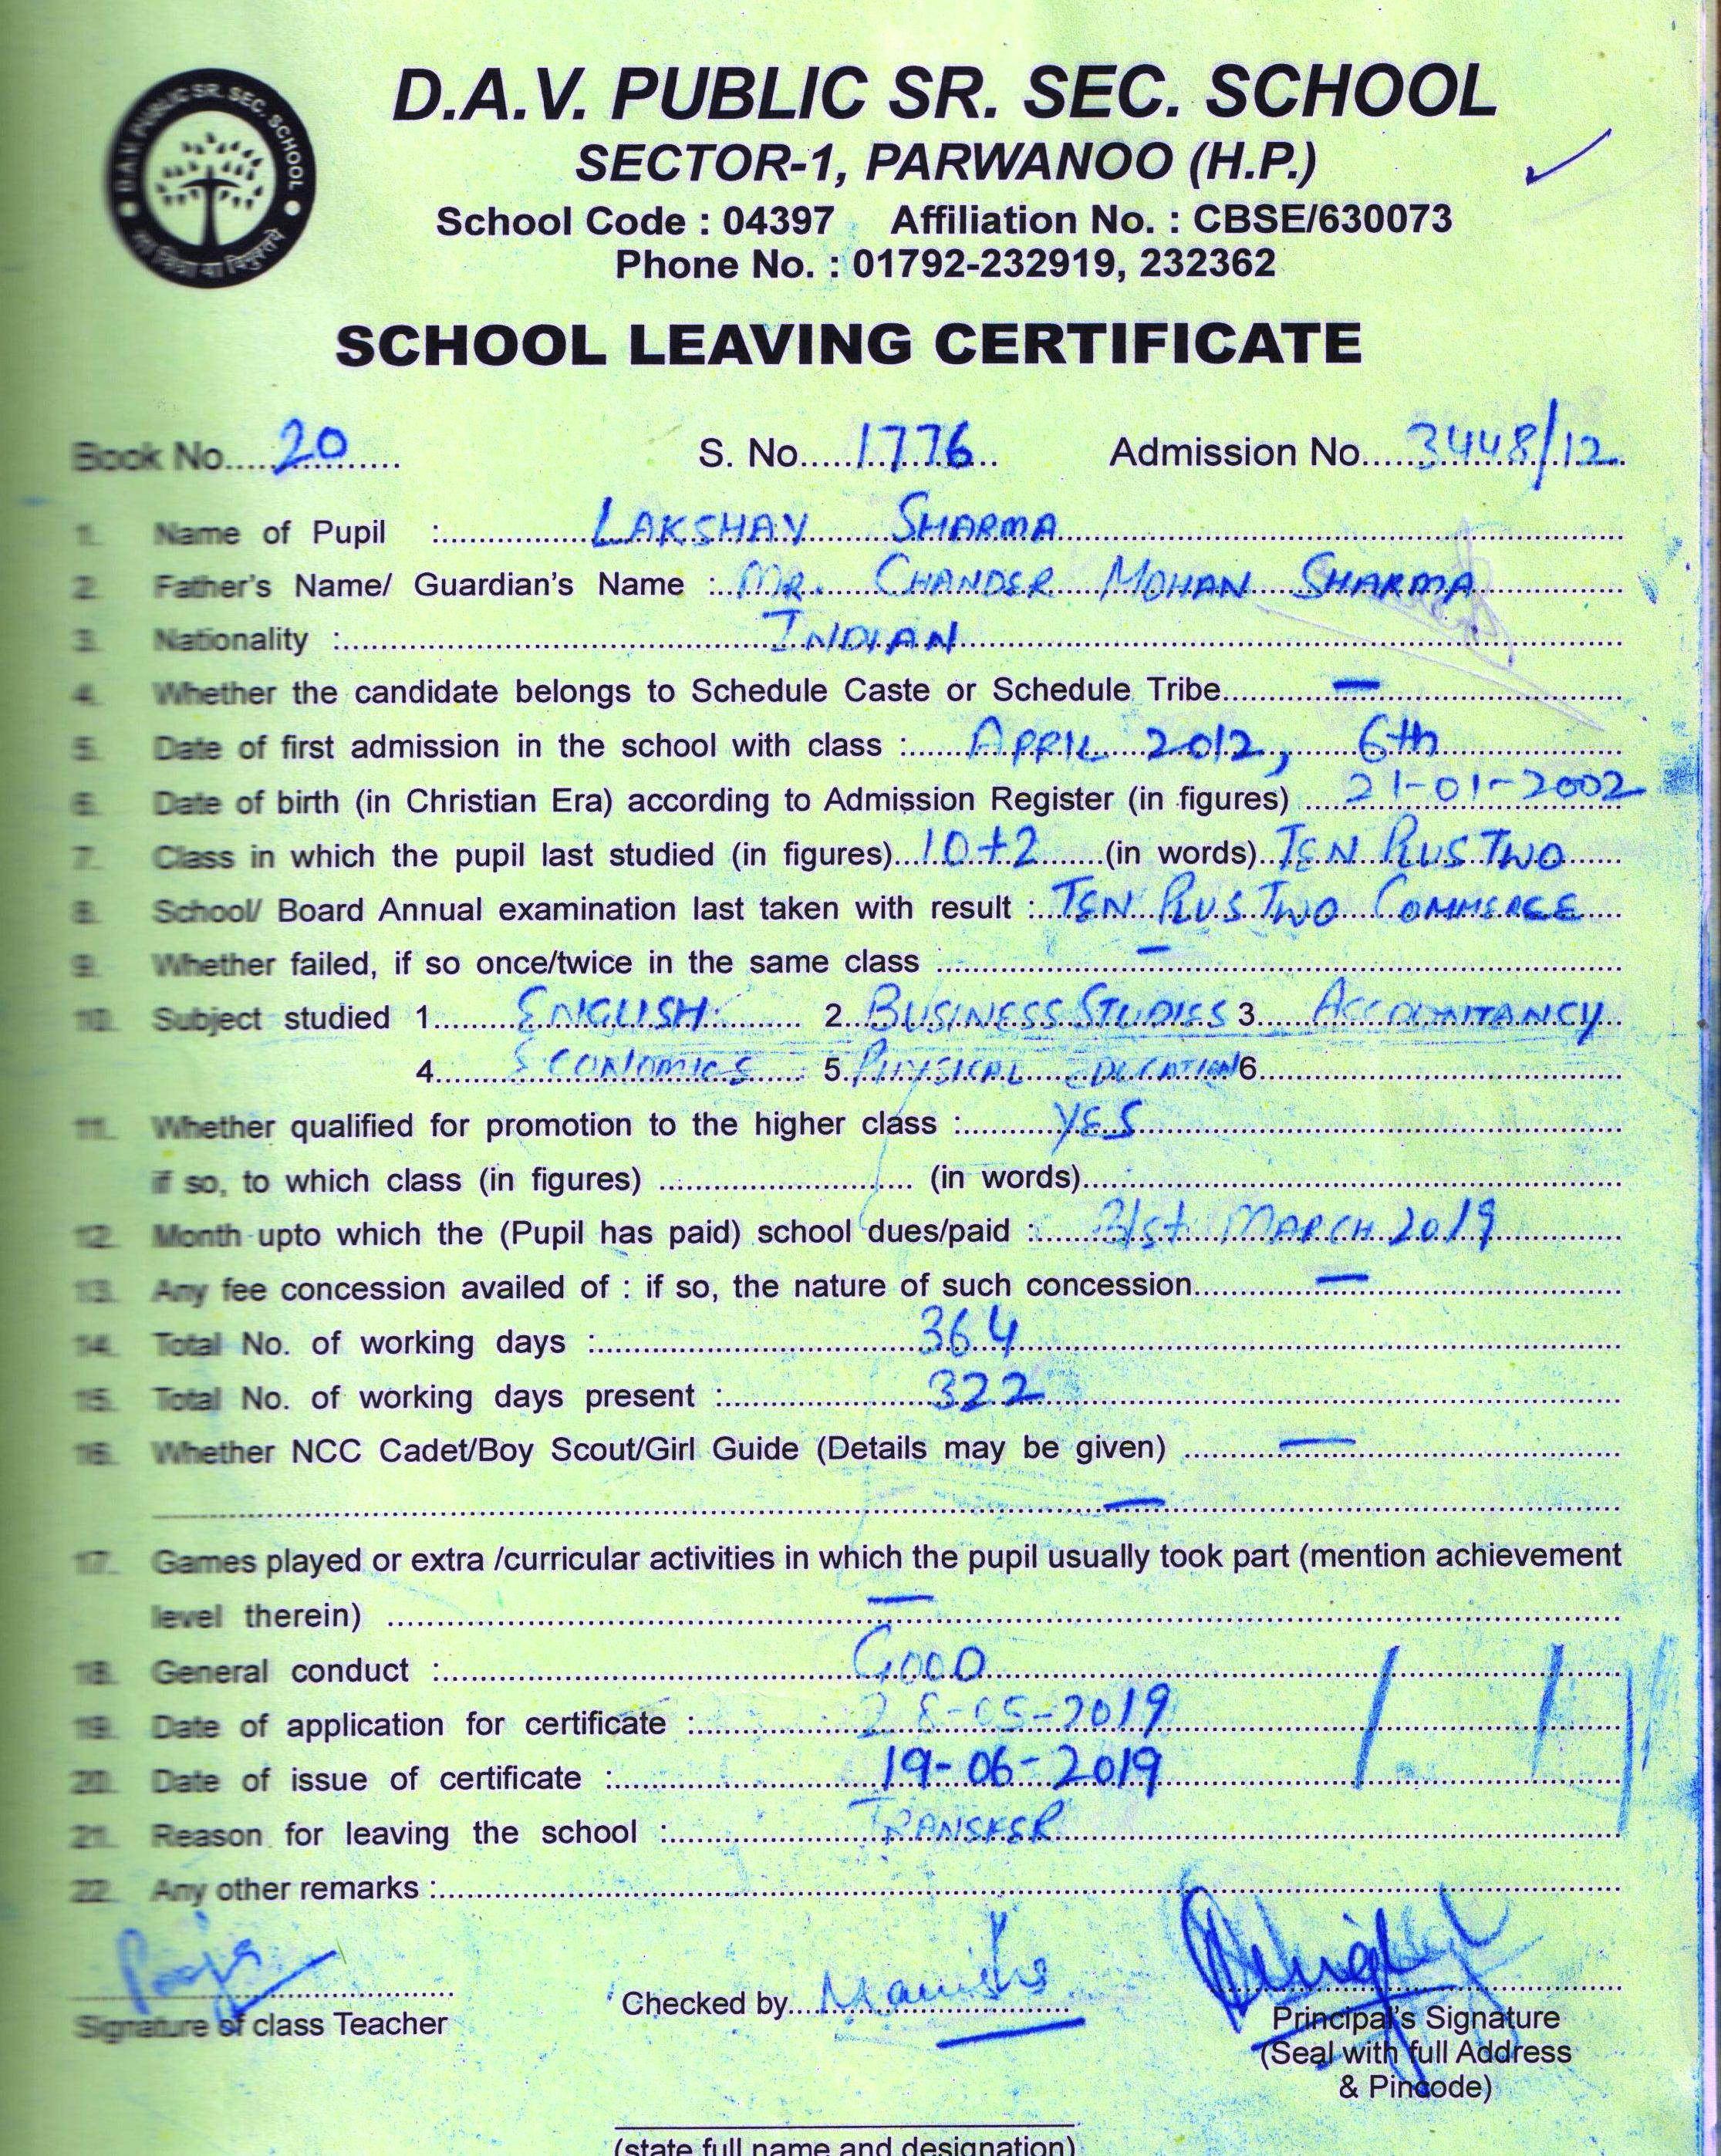 D.A.V. PUBLIC SR. SEC. SCHOOL
D.A.V. PUBLIC SR. SEC. SCHOOL
SECTOR-1, PARWANOO (H.P.)
School Code : 04397 Affiliation No. : CBSE/630073
Phone No. : 01792-232919, 232362
SCHOOL LEAVING CERTIFICATE
Book No.....20.......... S. No.....1776... Admission No....3448/12
1. Name of Pupil :......LAKSHAY SHARMA......
2. Father's Name/ Guardian's Name :..MR. CHANDER MOHAN SHARMA......
3. Nationality :......INDIAN......
4. Whether the candidate belongs to Schedule Caste or Schedule Tribe......—......
5. Date of first admission in the school with class :......APRIL 2012, 6th......
6. Date of birth (in Christian Era) according to Admission Register (in figures) ....21-01-2002
7. Class in which the pupil last studied (in figures)...10+2......(in words)..TEN PLUS TWO....
8. School/ Board Annual examination last taken with result :..TEN PLUS TWO COMMERCE....
9. Whether failed, if so once/twice in the same class ......—......
10. Subject studied 1......ENGLISH...... 2..BUSINESS STUDIES 3....ACCOUNTANCY
4......ECONOMICS...... 5.PHYSICAL EDUCATION 6......
11. Whether qualified for promotion to the higher class :......YES......
if so, to which class (in figures) ...... (in words)......
12. Month upto which the (Pupil has paid) school dues/paid :......31st MARCH 2019......
13. Any fee concession availed of : if so, the nature of such concession......—......
14. Total No. of working days :......364......
15. Total No. of working days present :......322......
16. Whether NCC Cadet/Boy Scout/Girl Guide (Details may be given) ......—......
......—......
17. Games played or extra /curricular activities in which the pupil usually took part (mention achievement
level therein) ......—......
18. General conduct :......GOOD......
19. Date of application for certificate :......28-05-2019......
20. Date of issue of certificate :......19-06-2019......
21. Reason for leaving the school :......TRANSFER......
22. Any other remarks :......
Pooja
Signature of class Teacher
Checked by....Manisha
Principal's Signature
(Seal with full Address
& Pincode)
(state full name and designation)